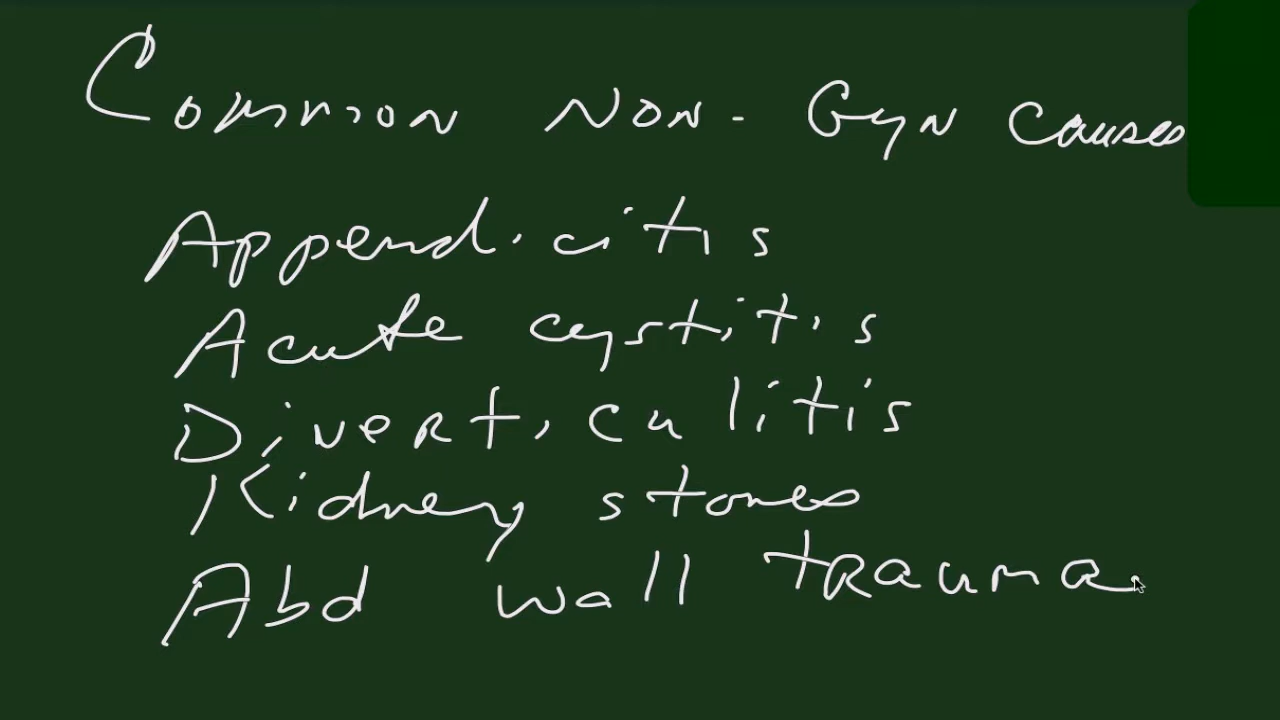 Common Non-Gyn causes
Appendicitis
Acute cystitis
Diverticulitis
Kidney stones
Abd wall trauma